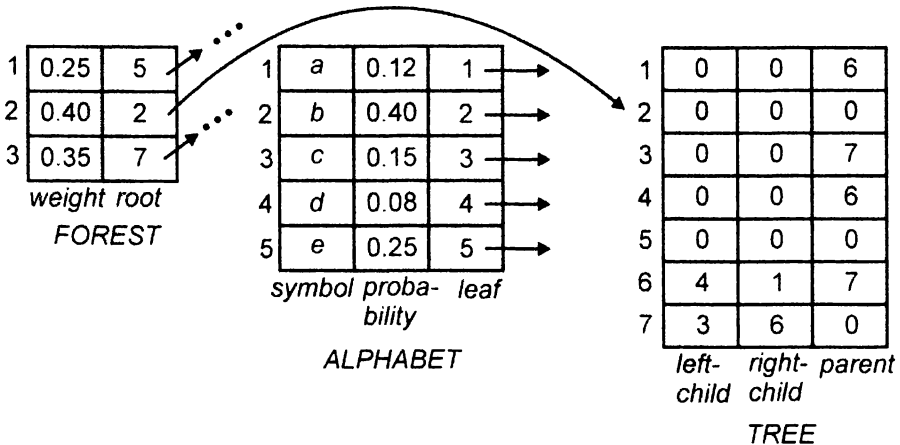 1 0.25 5
2 0.40 2
3 0.35 7
weight root
FOREST
1 a 0.12 1
2 b 0.40 2
3 c 0.15 3
4 d 0.08 4
5 e 0.25 5
symbol proba- leaf
bility
ALPHABET
1 0 0 6
2 0 0 0
3 0 0 7
4 0 0 6
5 0 0 0
6 4 1 7
7 3 6 0
left- right- parent
child child
TREE